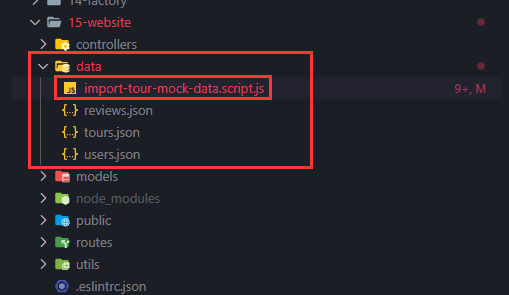 14-factory
15-website
controllers
data
JS import-tour-mock-data.script.js 9+, M
{..} reviews.json
{..} tours.json
{..} users.json
models
node_modules
public
routes
utils
.eslintrc.json